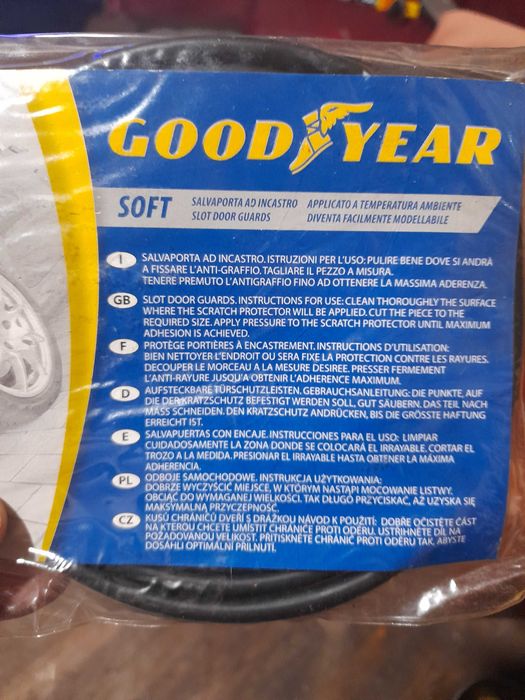 GOOD YEAR
SOFT
SALVAPORTA AD INCASTRO
SLOT DOOR GUARDS
APPLICATO A TEMPERATURA AMBIENTE
DIVENTA FACILMENTE MODELLABILE
I SALVAPORTA AD INCASTRO. ISTRUZIONI PER L'USO: PULIRE BENE DOVE SI ANDRÀ
A FISSARE L'ANTI-GRAFFIO. TAGLIARE IL PEZZO A MISURA.
TENERE PREMUTO L'ANTIGRAFFIO FINO AD OTTENERE LA MASSIMA ADERENZA.
GB SLOT DOOR GUARDS. INSTRUCTIONS FOR USE: CLEAN THOROUGHLY THE SURFACE
WHERE THE SCRATCH PROTECTOR WILL BE APPLIED. CUT THE PIECE TO THE
REQUIRED SIZE. APPLY PRESSURE TO THE SCRATCH PROTECTOR UNTIL MAXIMUM
ADHESION IS ACHIEVED.
F PROTÈGE PORTIÈRES À ENCASTREMENT. INSTRUCTIONS D'UTILISATION:
BIEN NETTOYER L'ENDROIT OU SERA FIXE LA PROTECTION CONTRE LES RAYURES.
DECOUPER LE MORCEAU A LA MESURE DESIREE. PRESSER FERMEMENT
L'ANTI-RAYURE JUSQU'A OBTENIR L'ADHERENCE MAXIMUM.
D AUFSTECKBARE TÜRSCHUTZLEISTEN. GEBRAUCHSANLEITUNG: DIE PUNKTE, AUF
DIE DER KRATZSCHUTZ BEFESTIGT WERDEN SOLL, GUT SÄUBERN. DAS TEIL NACH
MASS SCHNEIDEN. DEN KRATZSCHUTZ ANDRÜCKEN, BIS DIE GRÖSSTE HAFTUNG
ERREICHT IST.
E SALVAPUERTAS CON ENCAJE. INSTRUCCIONES PARA EL USO: LIMPIAR
CUIDADOSAMENTE LA ZONA DONDE SE COLOCARÁ EL IRRAYABLE. CORTAR EL
TROZO A LA MEDIDA. PRESIONAR EL IRRAYABLE HASTA OBTENER LA MÁXIMA
ADHERENCIA.
PL ODBOJE SAMOCHODOWE. INSTRUKCJA UŻYTKOWANIA:
DOBRZE WYCZYŚCIĆ MIEJSCE, W KTÓRYM NASTĄPI MOCOWANIE LISTWY.
OBCIĄĆ DO WYMAGANEJ WIELKOŚCI. TAK DŁUGO PRZYCISKAĆ, AŻ UZYSKA SIĘ
MAKSYMALNĄ PRZYCZEPNOŚĆ.
CZ KUSŮ CHRÁNIČŮ DVEŘÍ S DRÁŽKOU NÁVOD K POUŽITÍ: DOBŘE OČISTĚTE ČÁST
NA KTEROU CHCETE UMÍSTIT CHRÁNIČE PROTI ODĚRU. USTRIHNĚTE DÍL NA
POŽADOVANOU VELIKOST. PRITISKNĚTE CHRÁNIČ PROTI ODĚRU TAK, ABYSTE
DOSÁHLI OPTIMÁLNÍ PRILNUTI.